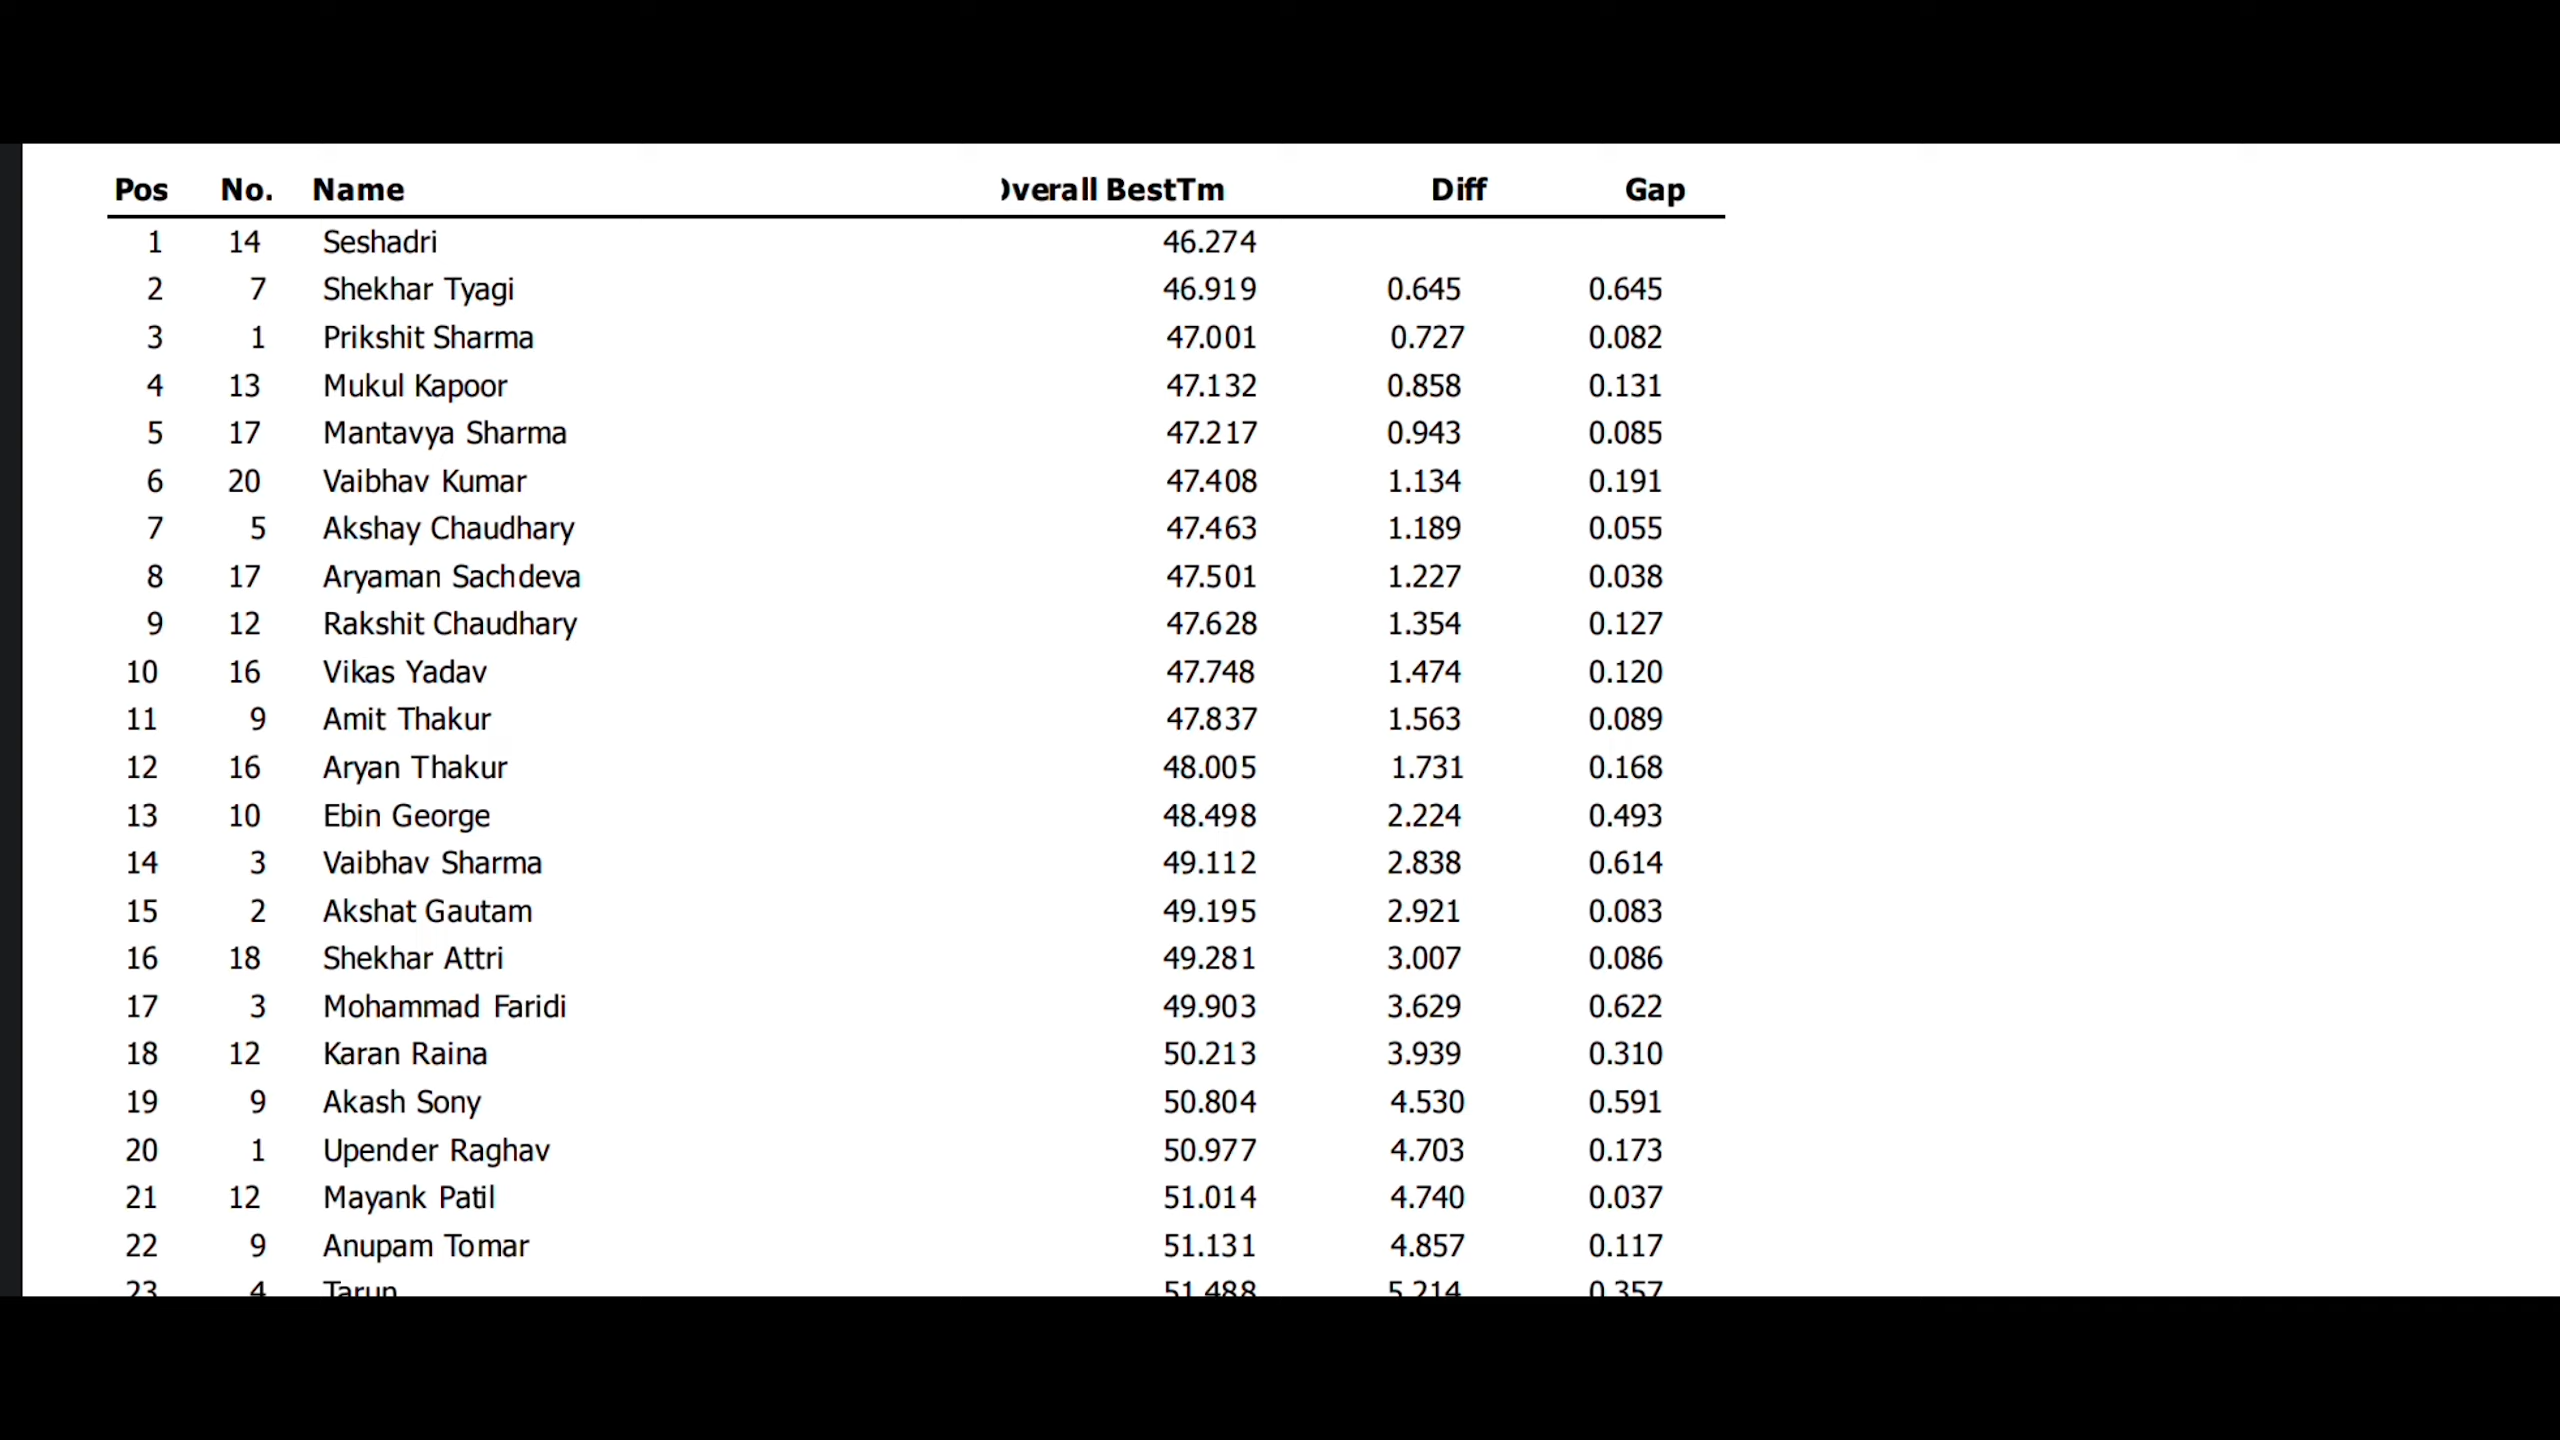 Pos No. Name Overall BestTm Diff Gap
1 14 Seshadri 46.274
2 7 Shekhar Tyagi 46.919 0.645 0.645
3 1 Prikshit Sharma 47.001 0.727 0.082
4 13 Mukul Kapoor 47.132 0.858 0.131
5 17 Mantavya Sharma 47.217 0.943 0.085
6 20 Vaibhav Kumar 47.408 1.134 0.191
7 5 Akshay Chaudhary 47.463 1.189 0.055
8 17 Aryaman Sachdeva 47.501 1.227 0.038
9 12 Rakshit Chaudhary 47.628 1.354 0.127
10 16 Vikas Yadav 47.748 1.474 0.120
11 9 Amit Thakur 47.837 1.563 0.089
12 16 Aryan Thakur 48.005 1.731 0.168
13 10 Ebin George 48.498 2.224 0.493
14 3 Vaibhav Sharma 49.112 2.838 0.614
15 2 Akshat Gautam 49.195 2.921 0.083
16 18 Shekhar Attri 49.281 3.007 0.086
17 3 Mohammad Faridi 49.903 3.629 0.622
18 12 Karan Raina 50.213 3.939 0.310
19 9 Akash Sony 50.804 4.530 0.591
20 1 Upender Raghav 50.977 4.703 0.173
21 12 Mayank Patil 51.014 4.740 0.037
22 9 Anupam Tomar 51.131 4.857 0.117
23 4 Tarun 51.488 5.214 0.357